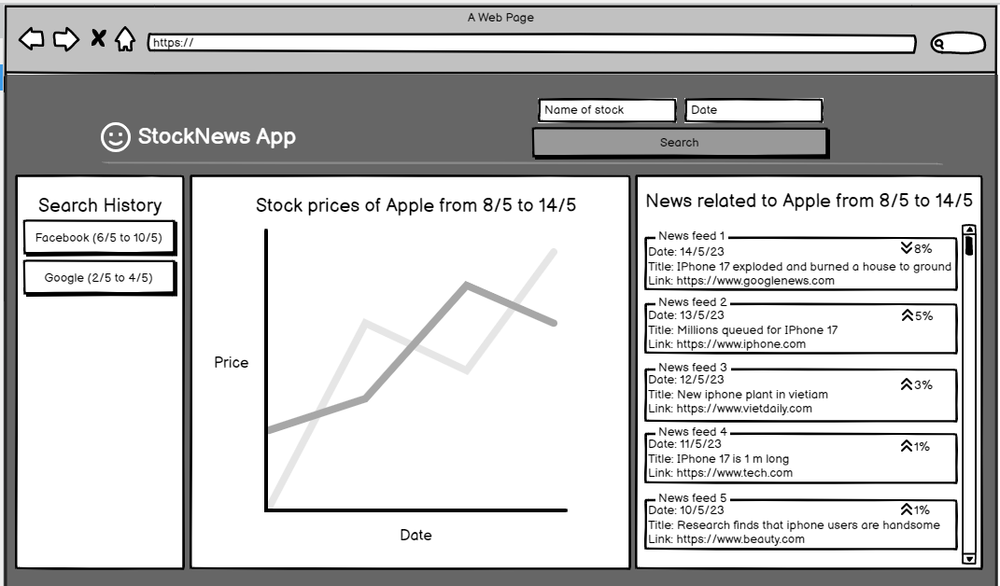 A Web Page
https://
StockNews App
Name of stock
Date
Search
Search History
Facebook (6/5 to 10/5)
Google (2/5 to 4/5)
Stock prices of Apple from 8/5 to 14/5
Price
Date
News related to Apple from 8/5 to 14/5
News feed 1
Date: 14/5/23
8%
Title: IPhone 17 exploded and burned a house to ground
Link: https://www.googlenews.com
News feed 2
Date: 13/5/23
5%
Title: Millions queued for IPhone 17
Link: https://www.iphone.com
News feed 3
Date: 12/5/23
3%
Title: New iphone plant in vietiam
Link: https://www.vietdaily.com
News feed 4
Date: 11/5/23
1%
Title: IPhone 17 is 1 m long
Link: https://www.tech.com
News feed 5
Date: 10/5/23
1%
Title: Research finds that iphone users are handsome
Link: https://www.beauty.com